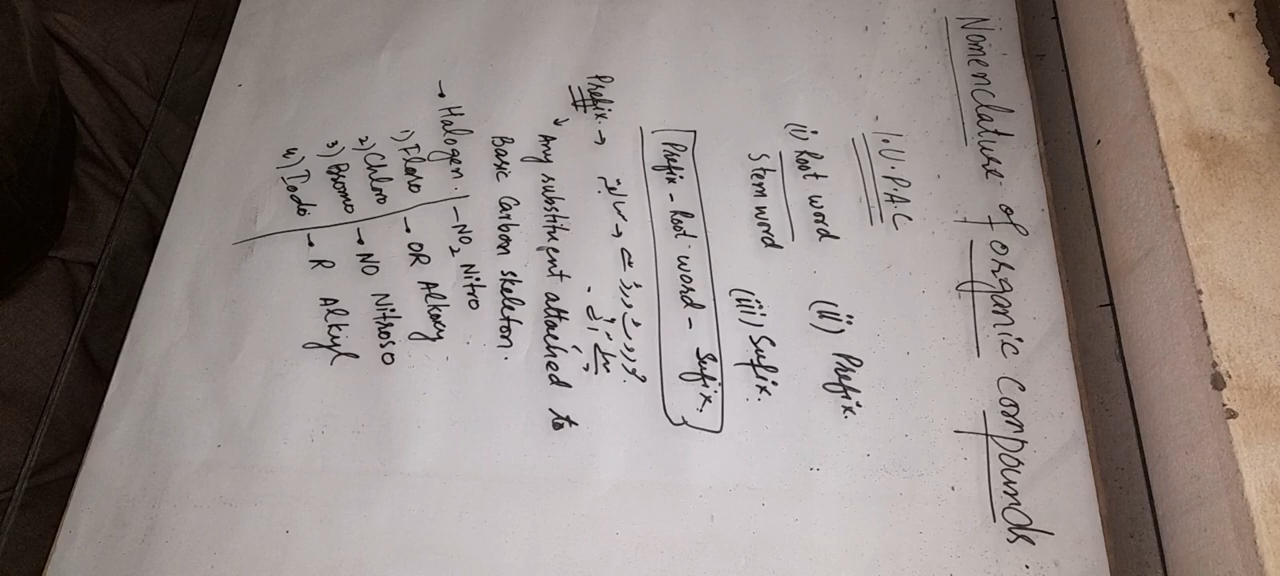 Nomenclature of organic compounds
I.U.P.A.C
(i) Root word (ii) Prefix
Stem word (iii) Sufix.
Prefix - Root-word - Sufix.
Prefix → سابقہ →
↓ Any substituent attached to
Basic Carbon skeleton.
→ Halogen. -NO2 Nitro
1) Floro → OR Alkoxy
2) Chloro → NO Nitroso
3) Bromo → R Alkyl
4) Iodo